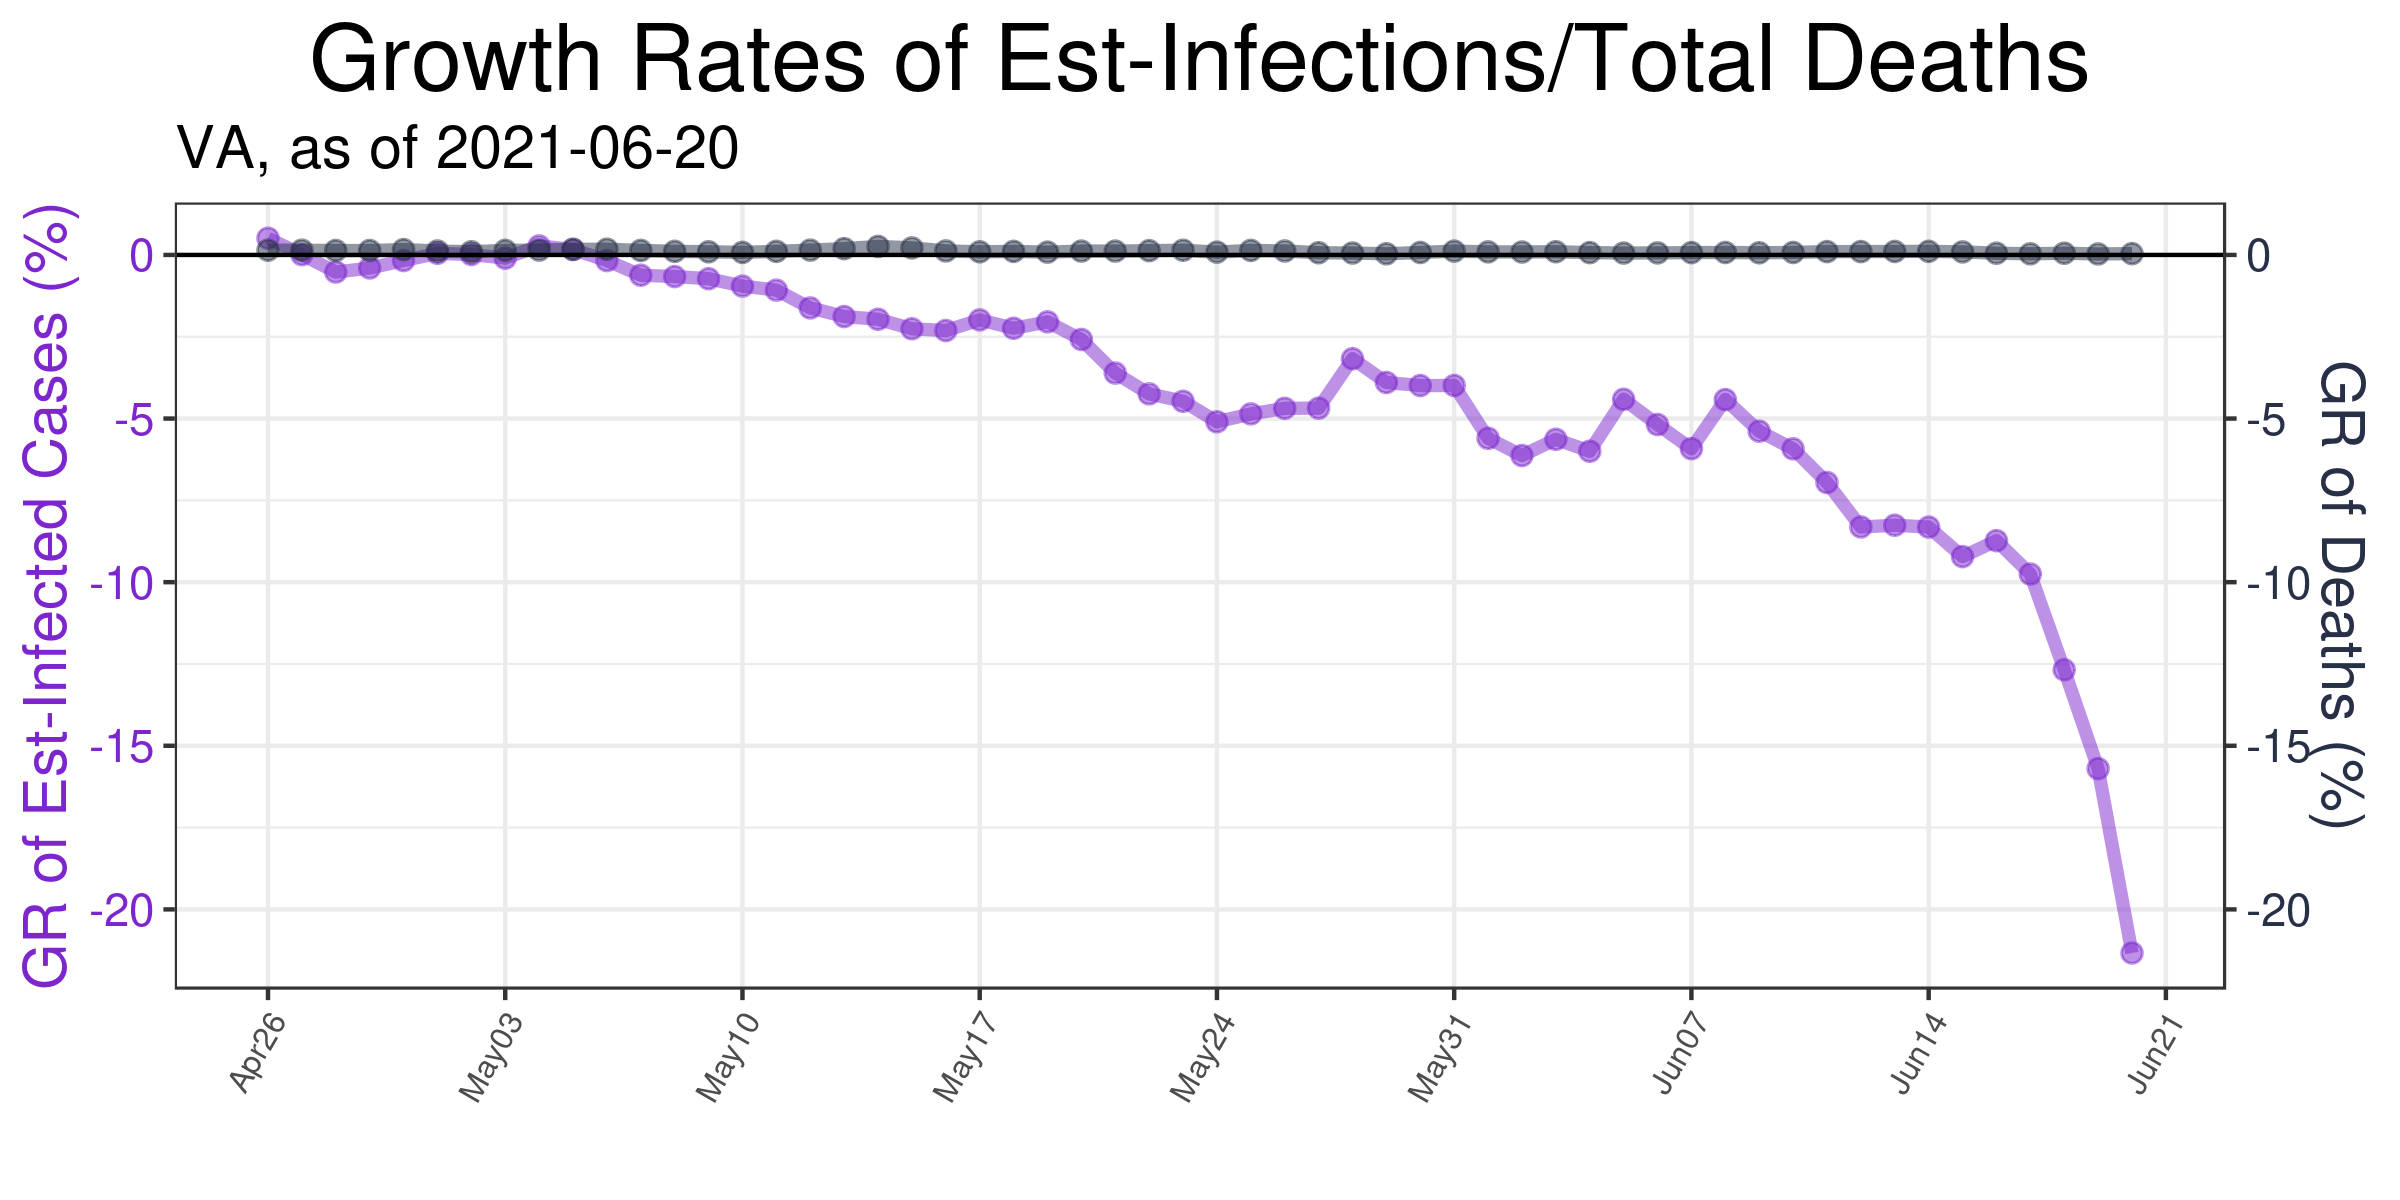 Growth Rates of Est-Infections/Total Deaths
VA, as of 2021-06-20
GR of Est-Infected Cases (%)
0
-5
-10
-15
-20
0
-5
-10
-15
-20
GR of Deaths (%)
Apr26
May03
May10
May17
May24
May31
Jun07
Jun14
Jun21